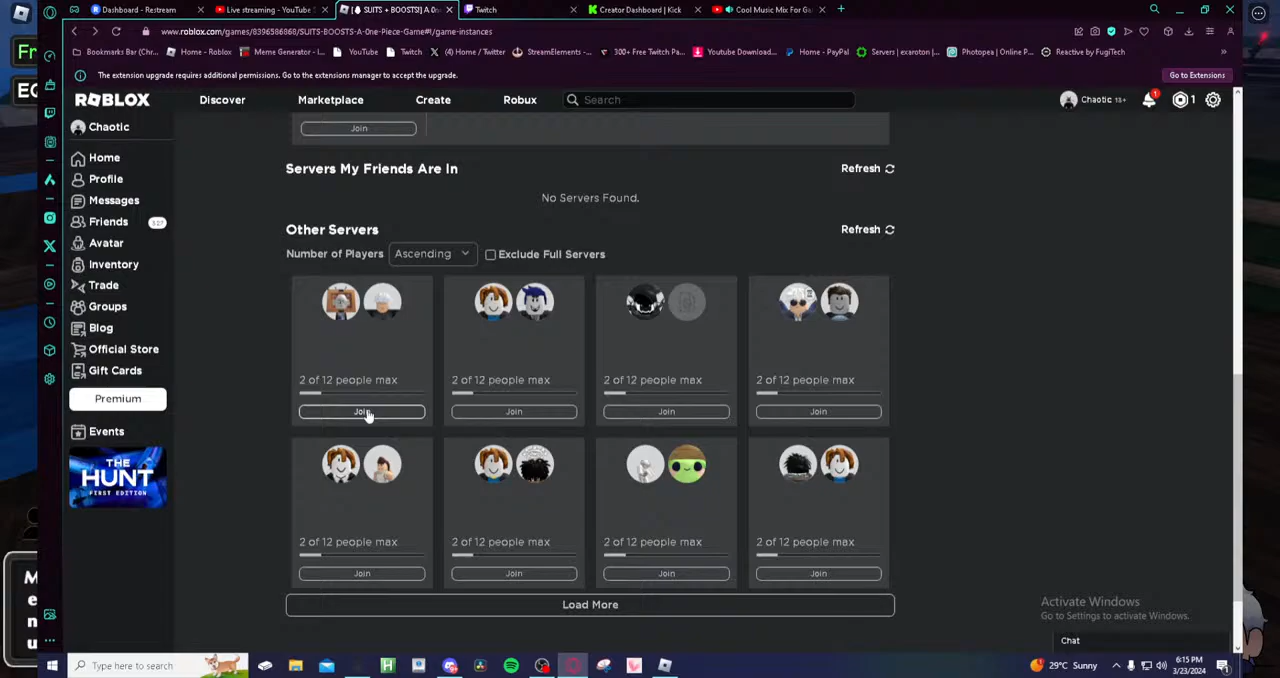 Dashboard - Restream
Live streaming - YouTube S
SUITS + BOOSTS!] A One
Twitch
Creator Dashboard | Kick
Cool Music Mix For Ga
www.roblox.com/games/8396586868/SUITS-BOOSTS-A-One-Piece-Game#!/game-instances
Bookmarks Bar (Chr...
Home - Roblox
Meme Generator - I...
YouTube
Twitch
(4) Home / Twitter
StreamElements -...
300+ Free Twitch Pa...
Youtube Download...
Home - PayPal
Servers | exaroton |...
Photopea | Online P...
Reactive by FugiTech
The extension upgrade requires additional permissions. Go to the extensions manager to accept the upgrade.
Go to Extensions
ROBLOX
Discover
Marketplace
Create
Robux
Search
Chaotic 13+
1
1
Chaotic
Home
Profile
Messages
Friends
Avatar
Inventory
Trade
Groups
Blog
Official Store
Gift Cards
Premium
Events
THE
HUNT
FIRST EDITION
Join
Servers My Friends Are In
Refresh
No Servers Found.
Other Servers
Refresh
Number of Players
Ascending
Exclude Full Servers
2 of 12 people max
2 of 12 people max
2 of 12 people max
2 of 12 people max
Join
Join
Join
Join
2 of 12 people max
2 of 12 people max
2 of 12 people max
2 of 12 people max
Join
Join
Join
Join
Load More
Activate Windows
Go to Settings to activate Windows.
Chat
Type here to search
29°C Sunny
6:15 PM
3/23/2024
Fr
EQ
M
e
n
u